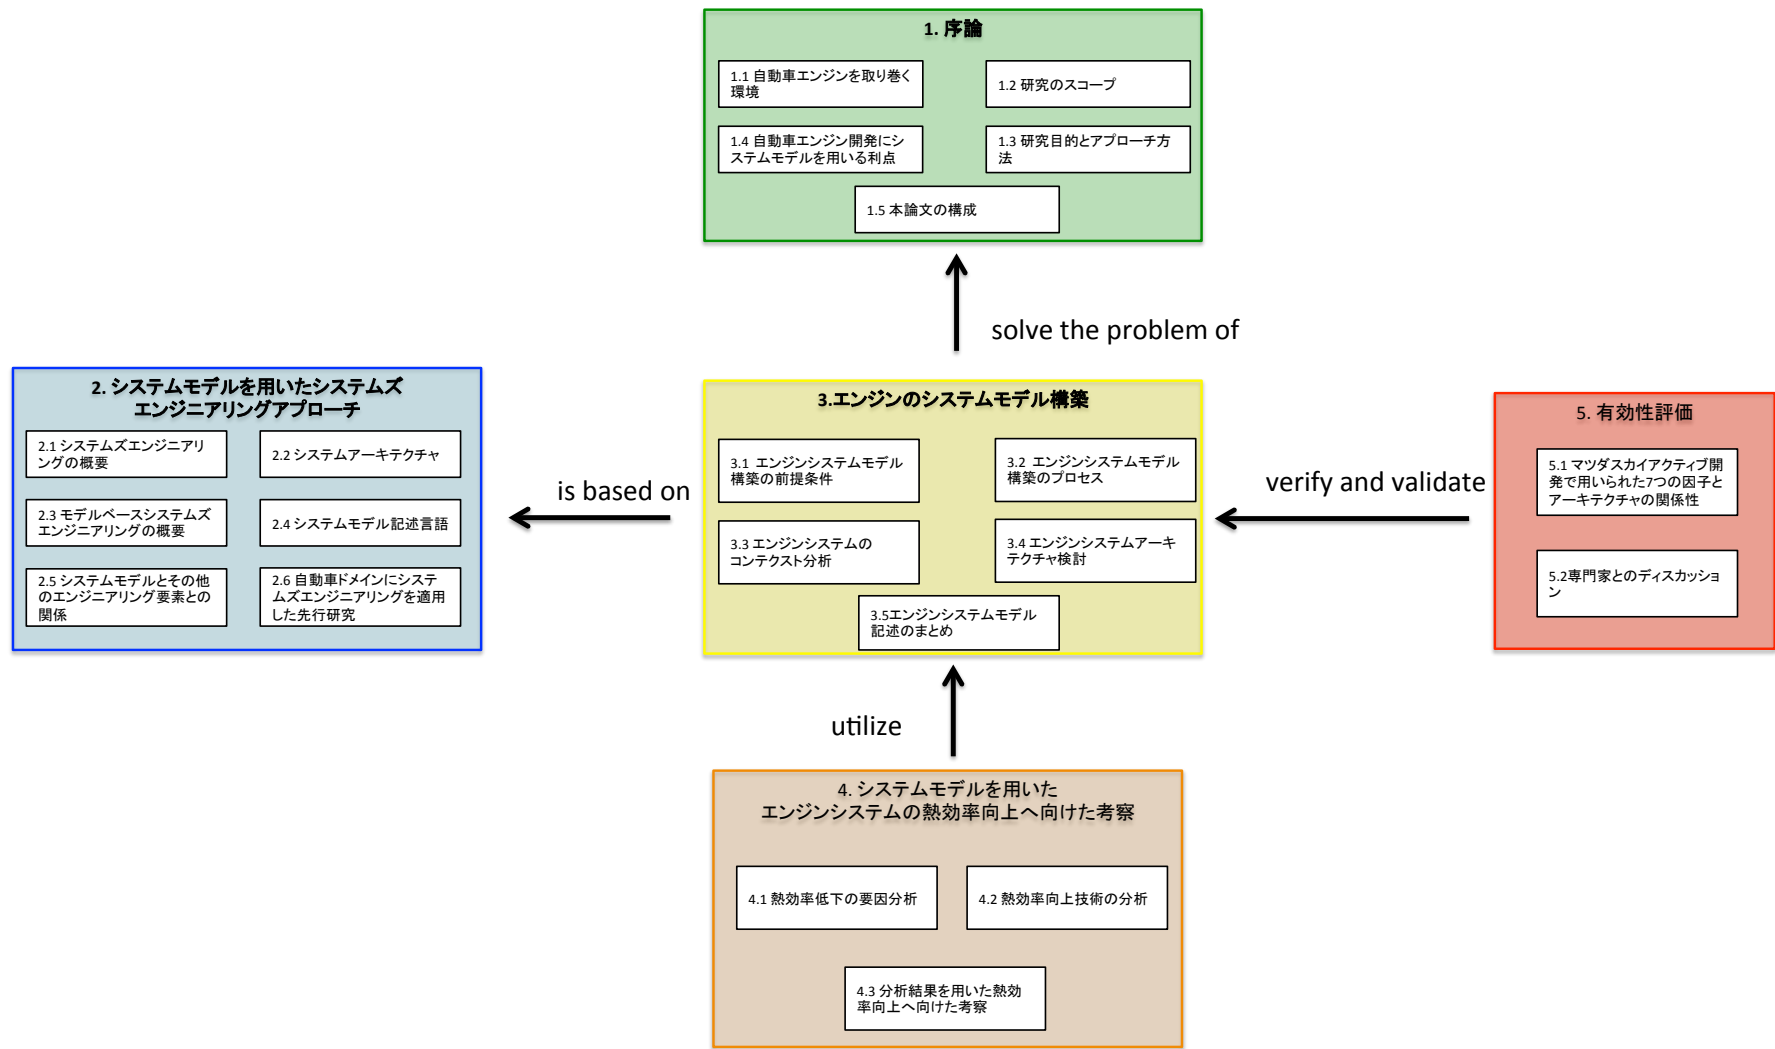 1. 序論
1.1 自動車エンジンを取り巻く
環境
1.2 研究のスコープ
1.4 自動車エンジン開発にシ
ステムモデルを用いる利点
1.3 研究目的とアプローチ方
法
1.5 本論文の構成
solve the problem of
2. システムモデルを用いたシステムズ
エンジニアリングアプローチ
2.1 システムズエンジニアリ
ングの概要
2.2 システムアーキテクチャ
2.3 モデルベースシステムズ
エンジニアリングの概要
2.4 システムモデル記述言語
2.5 システムモデルとその他
のエンジニアリング要素との
関係
2.6 自動車ドメインにシステ
ムズエンジニアリングを適用
した先行研究
is based on
3.エンジンのシステムモデル構築
3.1 エンジンシステムモデル
構築の前提条件
3.2 エンジンシステムモデル
構築のプロセス
3.3 エンジンシステムの
コンテクスト分析
3.4 エンジンシステムアーキ
テクチャ検討
3.5エンジンシステムモデル
記述のまとめ
verify and validate
5. 有効性評価
5.1 マツダスカイアクティブ開
発で用いられた7つの因子と
アーキテクチャの関係性
5.2専門家とのディスカッショ
ン
utilize
4. システムモデルを用いた
エンジンシステムの熱効率向上へ向けた考察
4.1 熱効率低下の要因分析
4.2 熱効率向上技術の分析
4.3 分析結果を用いた熱効
率向上へ向けた考察